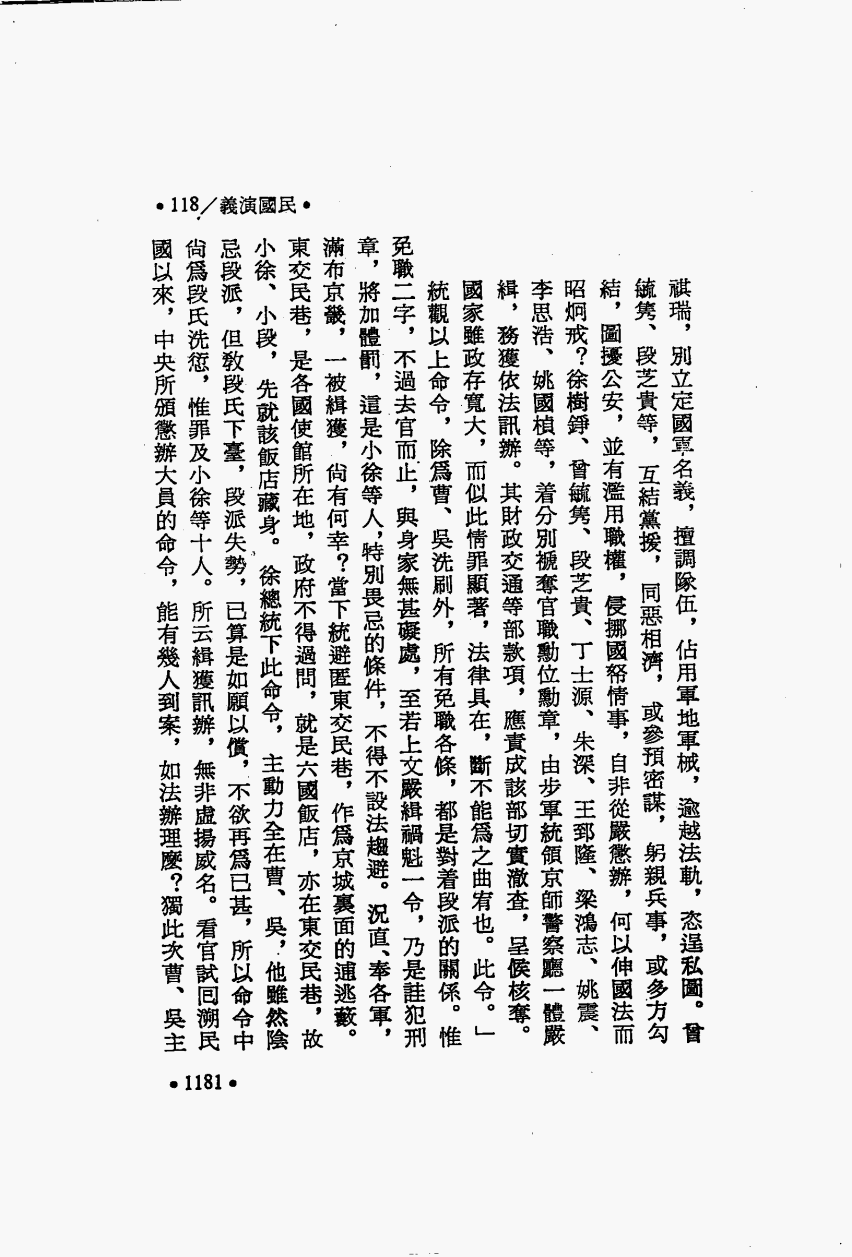 •118／義演國民•
祺瑞，別立定國軍名義，擅調隊伍，佔用軍地軍械，逾越法軌，恣逞私圖。曾
毓雋、段芝貴等，互結黨援，同惡相濟，或參預密謀，躬親兵事，或多方勾
結，圖擾公安，並有濫用職權，侵挪國帑情事，自非從嚴懲辦，何以伸國法而
昭炯戒？徐樹錚、曾毓雋、段芝貴、丁士源、朱深、王郅隆、梁鴻志、姚震、
李思浩、姚國楨等，着分別褫奪官職勳位勳章，由步軍統領京師警察廳一體嚴
緝，務獲依法訊辦。其財政交通等部款項，應責成該部切實澈查，呈候核奪。
國家雖政存寬大，而似此情罪顯著，法律具在，斷不能爲之曲宥也。此令。」
統觀以上命令，除爲曹、吳洗刷外，所有免職各條，都是對着段派的關係。惟
免職二字，不過去官而止，與身家無甚礙處，至若上文嚴緝禍魁一令，乃是註犯刑
章，將加體罰，這是小徐等人，特別畏忌的條件，不得不設法趨避。況直、奉各軍，
滿布京畿，一被緝獲，尙有何幸？當下統避匿東交民巷，作爲京城裏面的逋逃藪。
東交民巷，是各國使館所在地，政府不得過問，就是六國飯店，亦在東交民巷，故
小徐、小段，先就該飯店藏身。徐總統下此命令，主動力全在曹、吳，他雖然陰
忌段派，但敎段氏下臺，段派失勢，已算是如願以償，不欲再爲已甚，所以命令中
尙爲段氏洗愆，惟罪及小徐等十人。所云緝獲訊辦，無非虛揚威名。看官試回溯民
國以來，中央所頒懲辦大員的命令，能有幾人到案，如法辦理麼？獨此次曹、吳主
•1181•